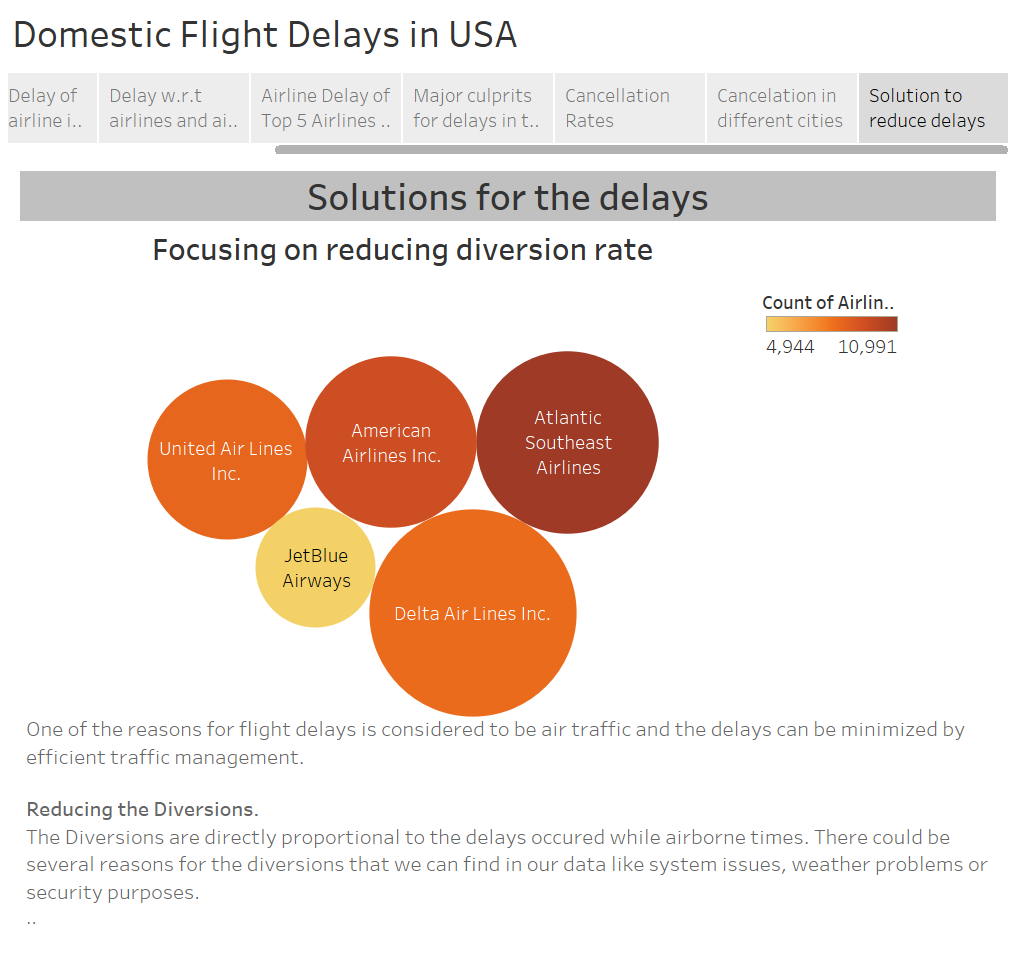 Domestic Flight Delays in USA
Delay of
airline i..
Delay w.r.t
airlines and ai..
Airline Delay of
Top 5 Airlines ..
Major culprits
for delays in t..
Cancellation
Rates
Cancelation in
different cities
Solution to
reduce delays
Solutions for the delays
Focusing on reducing diversion rate
Count of Airlin..
4,944 10,991
United Air Lines
Inc.
American
Airlines Inc.
Atlantic
Southeast
Airlines
JetBlue
Airways
Delta Air Lines Inc.
One of the reasons for flight delays is considered to be air traffic and the delays can be minimized by
efficient traffic management.
Reducing the Diversions.
The Diversions are directly proportional to the delays occured while airborne times. There could be
several reasons for the diversions that we can find in our data like system issues, weather problems or
security purposes.
..